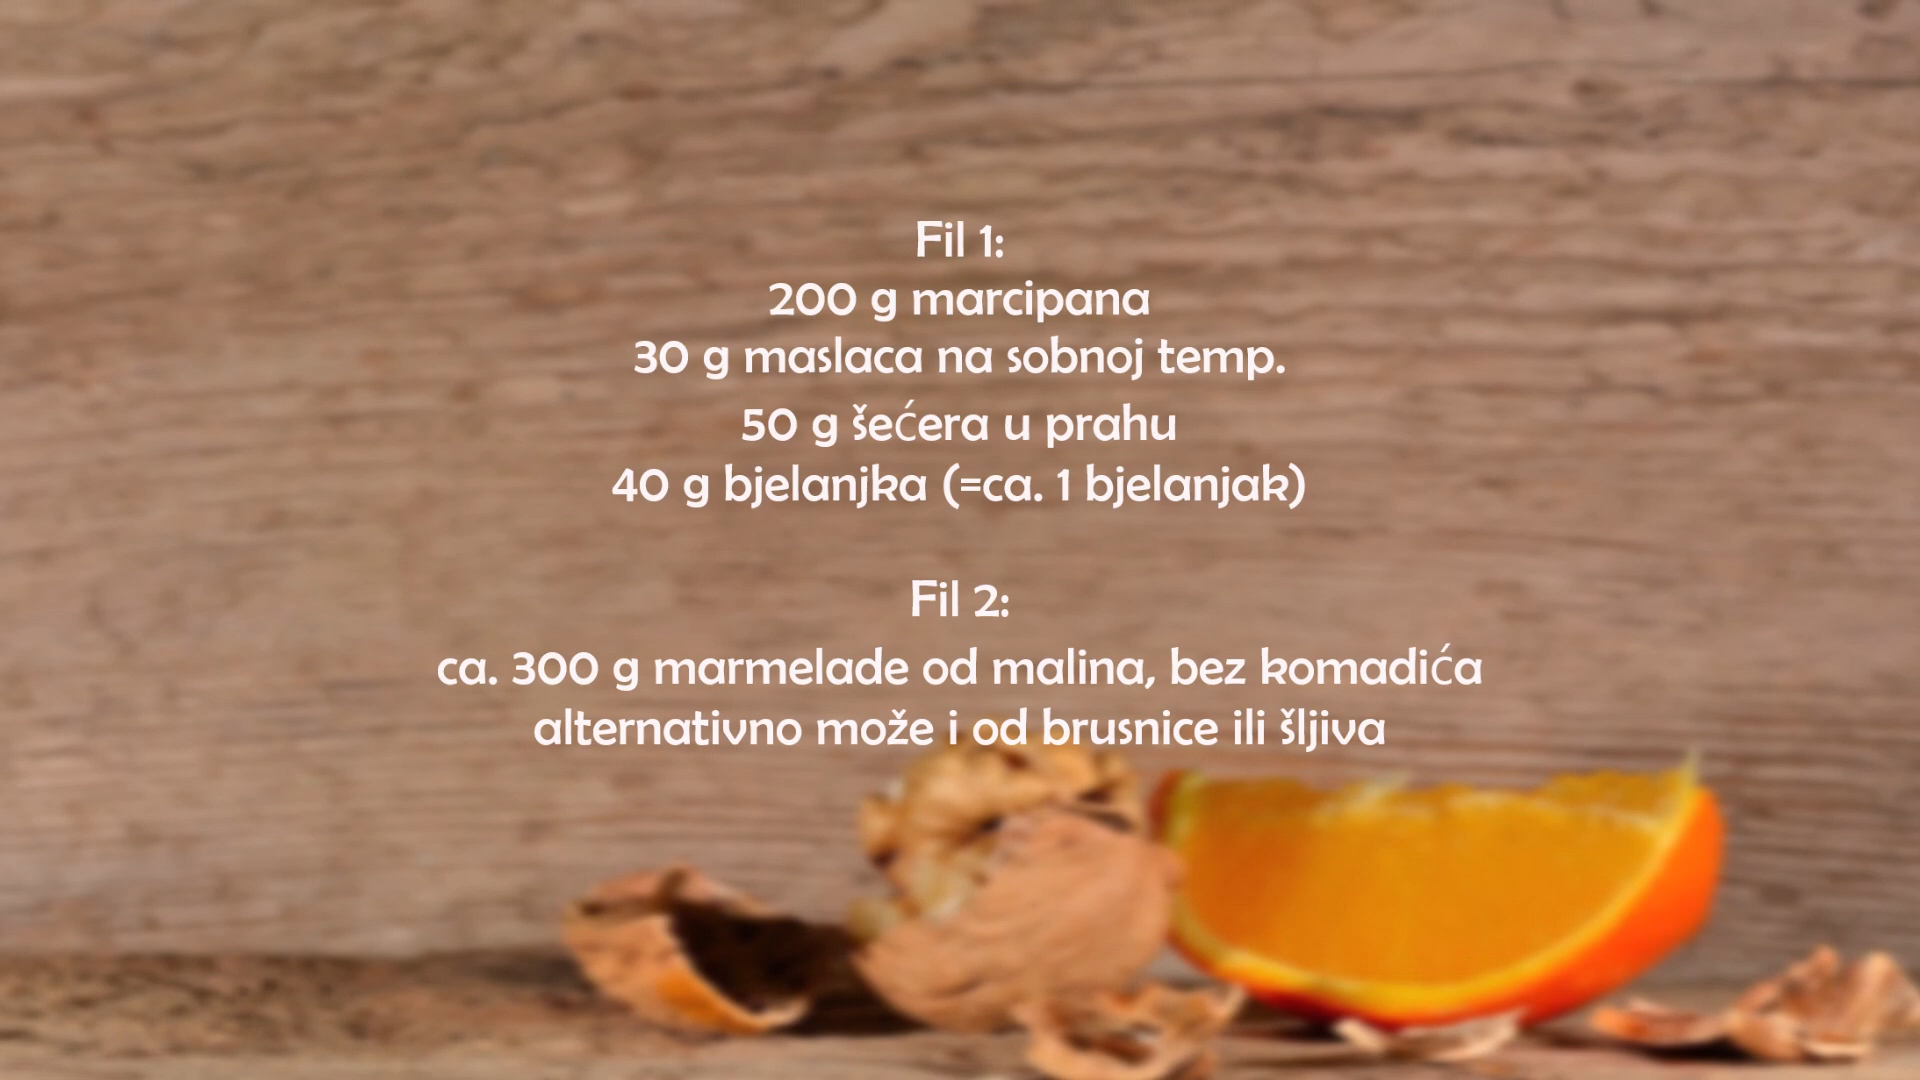 Fil 1:
200 g marcipana
30 g maslaca na sobnoj temp.
50 g šećera u prahu
40 g bjelanjka (=ca. 1 bjelanjak)
Fil 2:
ca. 300 g marmelade od malina, bez komadića
alternativno može i od brusnice ili šljiva